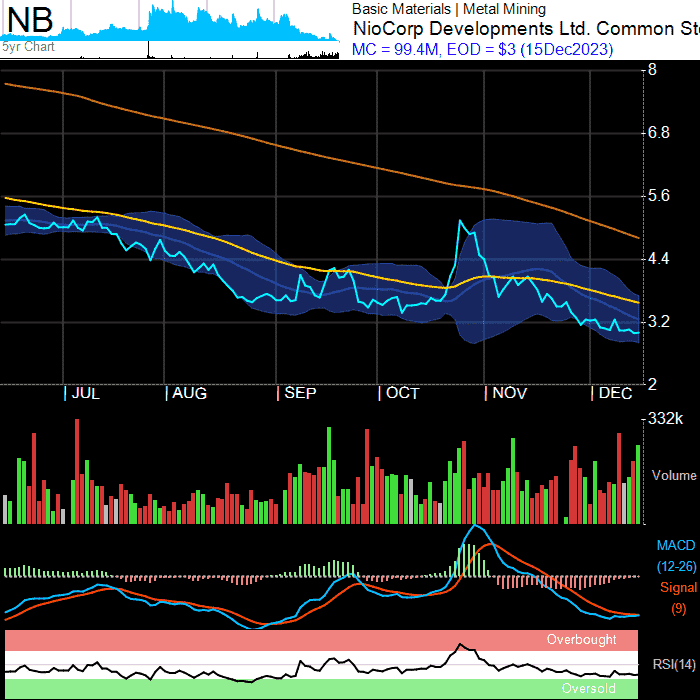 NB
5yr Chart
Basic Materials | Metal Mining
NioCorp Developments Ltd. Common Sto
MC = 99.4M, EOD = $3 (15Dec2023)
8
6.8
5.6
4.4
3.2
2
JUL AUG SEP OCT NOV DEC
332k
Volume
MACD
(12-26)
Signal
(9)
Overbought
RSI(14)
Oversold